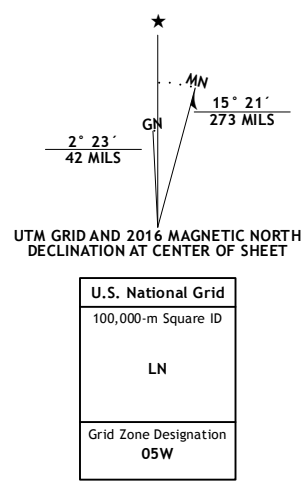 MN
15° 21´
273 MILS
GN
2° 23´
42 MILS
UTM GRID AND 2016 MAGNETIC NORTH
DECLINATION AT CENTER OF SHEET
U.S. National Grid
100,000-m Square ID
LN
Grid Zone Designation
05W